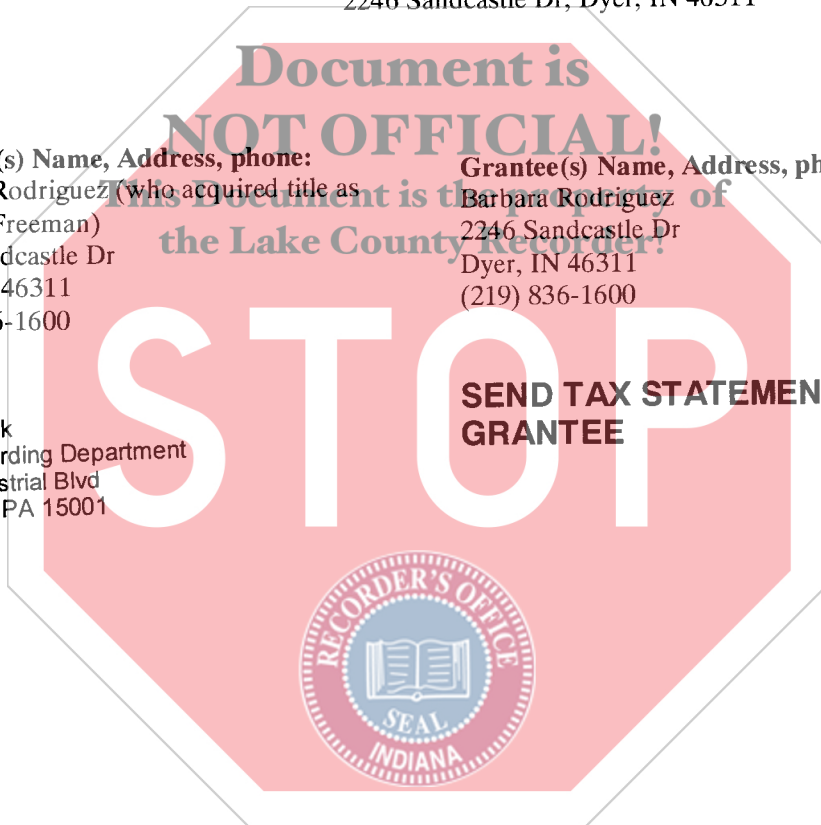 2246 Sandcastle Dr, Dyer, IN 46311
Document is
NOT OFFICIAL!
This Document is the property of
the Lake County Recorder!
(s) Name, Address, phone:
Rodriguez (who acquired title as
Freeman)
dcastle Dr
46311
-1600
Grantee(s) Name, Address, ph
Barbara Rodriguez
2246 Sandcastle Dr
Dyer, IN 46311
(219) 836-1600
SEND TAX STATEMEN
GRANTEE
k
rding Department
strial Blvd
PA 15001
STOP
RECORDER'S OFFICE
SEAL
INDIANA